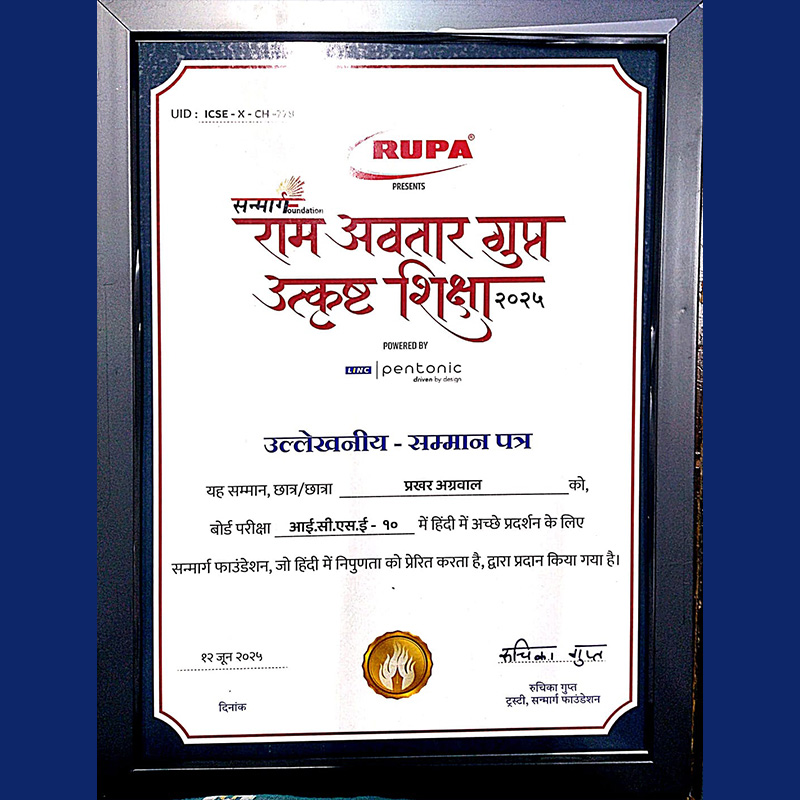 UID : ICSE - X - CH -
RUPA®
PRESENTS
सन्मार्ग Foundation
राम अवतार गुप्त
उत्कृष्ट शिक्षा २०२५
POWERED BY
LINC pentonic
driven by design
उल्लेखनीय - सम्मान पत्र
यह सम्मान, छात्र/छात्रा प्रखर अग्रवाल को,
बोर्ड परीक्षा आई.सी.एस.ई - १० में हिंदी में अच्छे प्रदर्शन के लिए
सन्मार्ग फाउंडेशन, जो हिंदी में निपुणता को प्रेरित करता है, द्वारा प्रदान किया गया है।
१२ जून २०२५
दिनांक
रुचिका गुप्त
रुचिका गुप्त
ट्रस्टी, सन्मार्ग फाउंडेशन